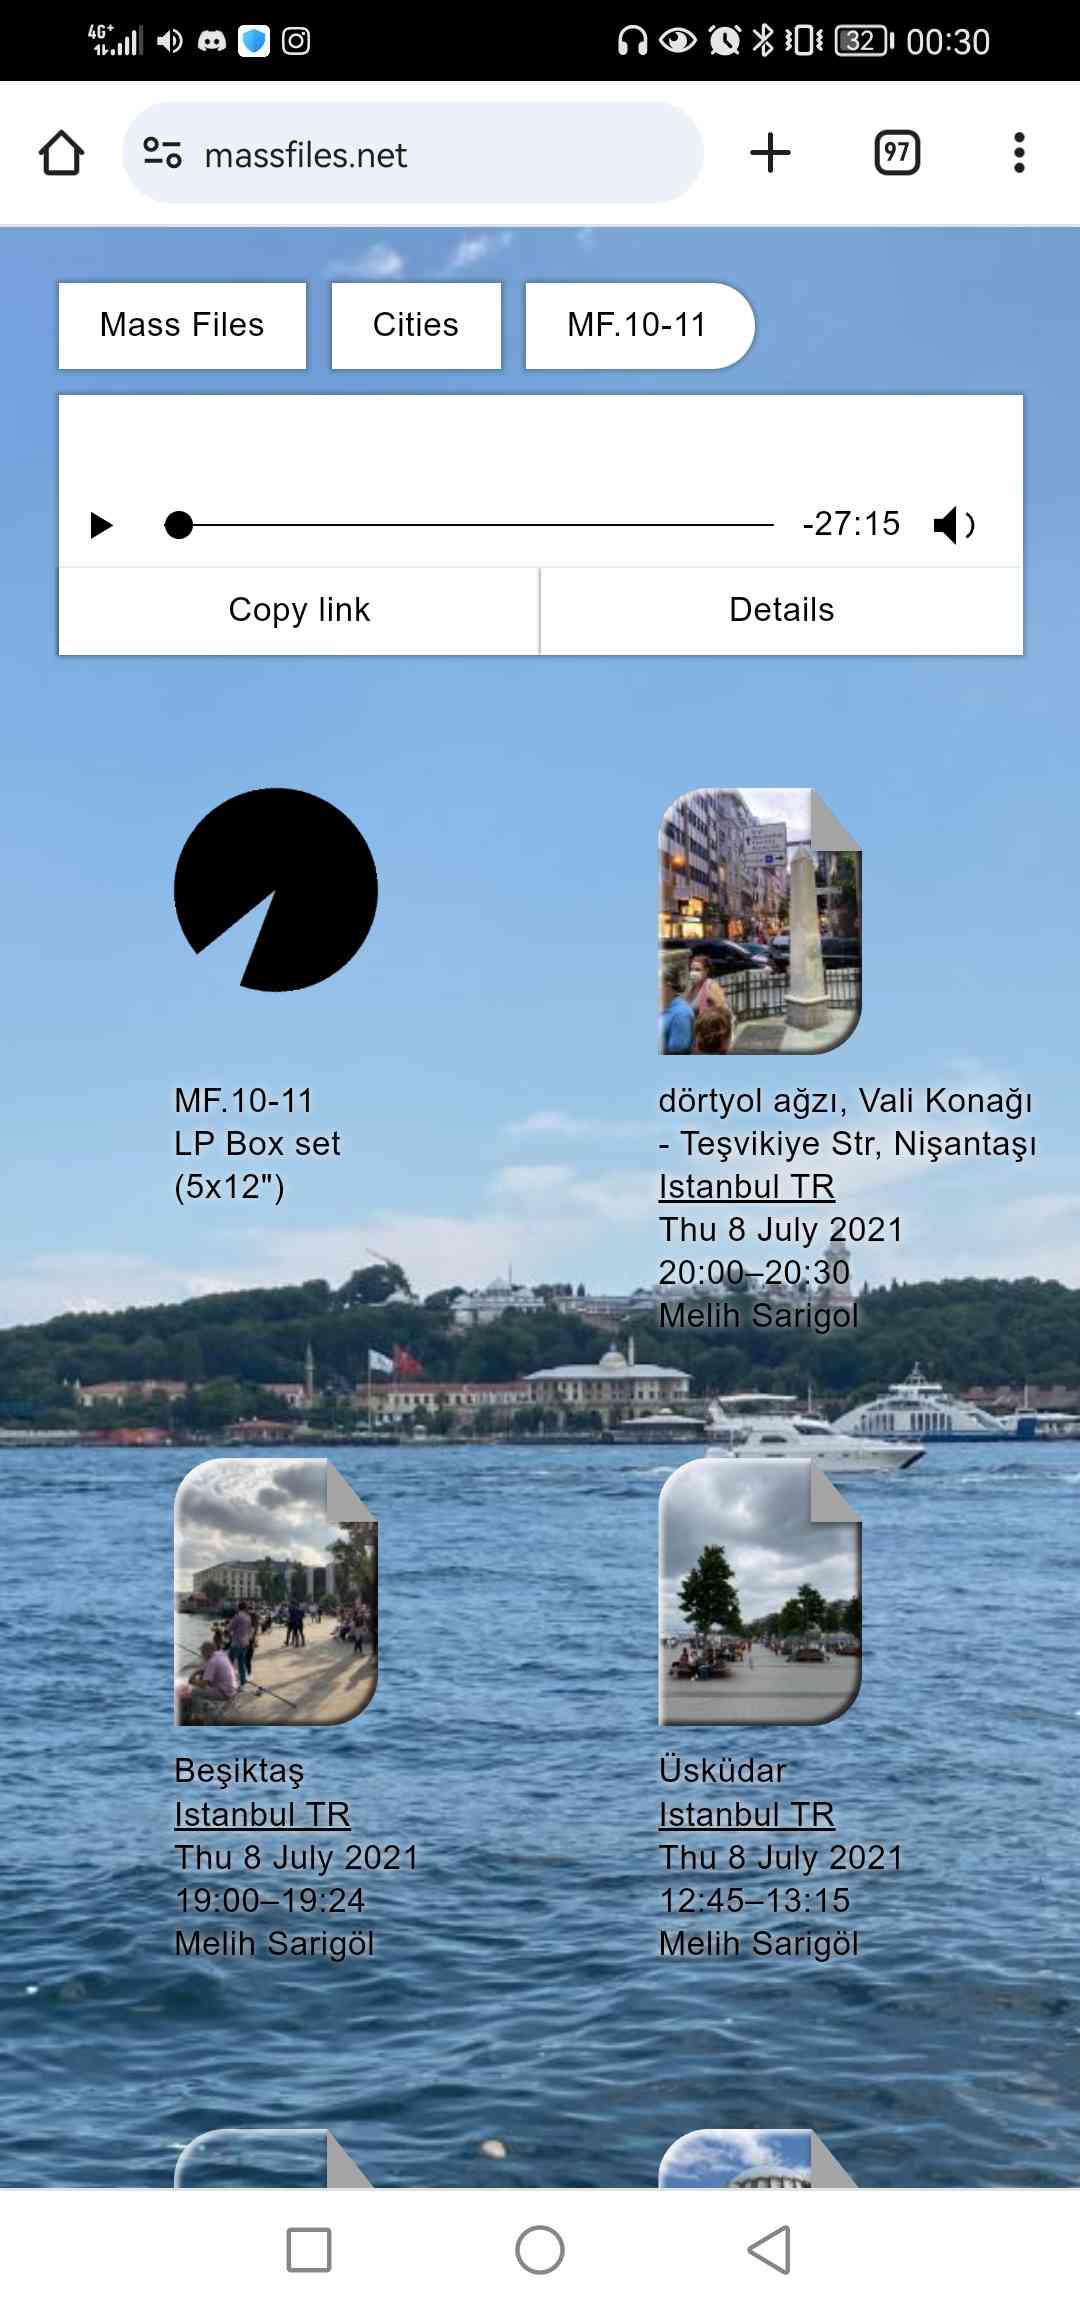 4G+
32
00:30
massfiles.net
97
Mass Files
Cities
MF.10-11
-27:15
Copy link
Details
MF.10-11
LP Box set
(5x12")
dörtyol ağzı, Vali Konağı
- Teşvikiye Str, Nişantaşı
Istanbul TR
Thu 8 July 2021
20:00–20:30
Melih Sarigol
Beşiktaş
Istanbul TR
Thu 8 July 2021
19:00–19:24
Melih Sarigöl
Üsküdar
Istanbul TR
Thu 8 July 2021
12:45–13:15
Melih Sarigöl